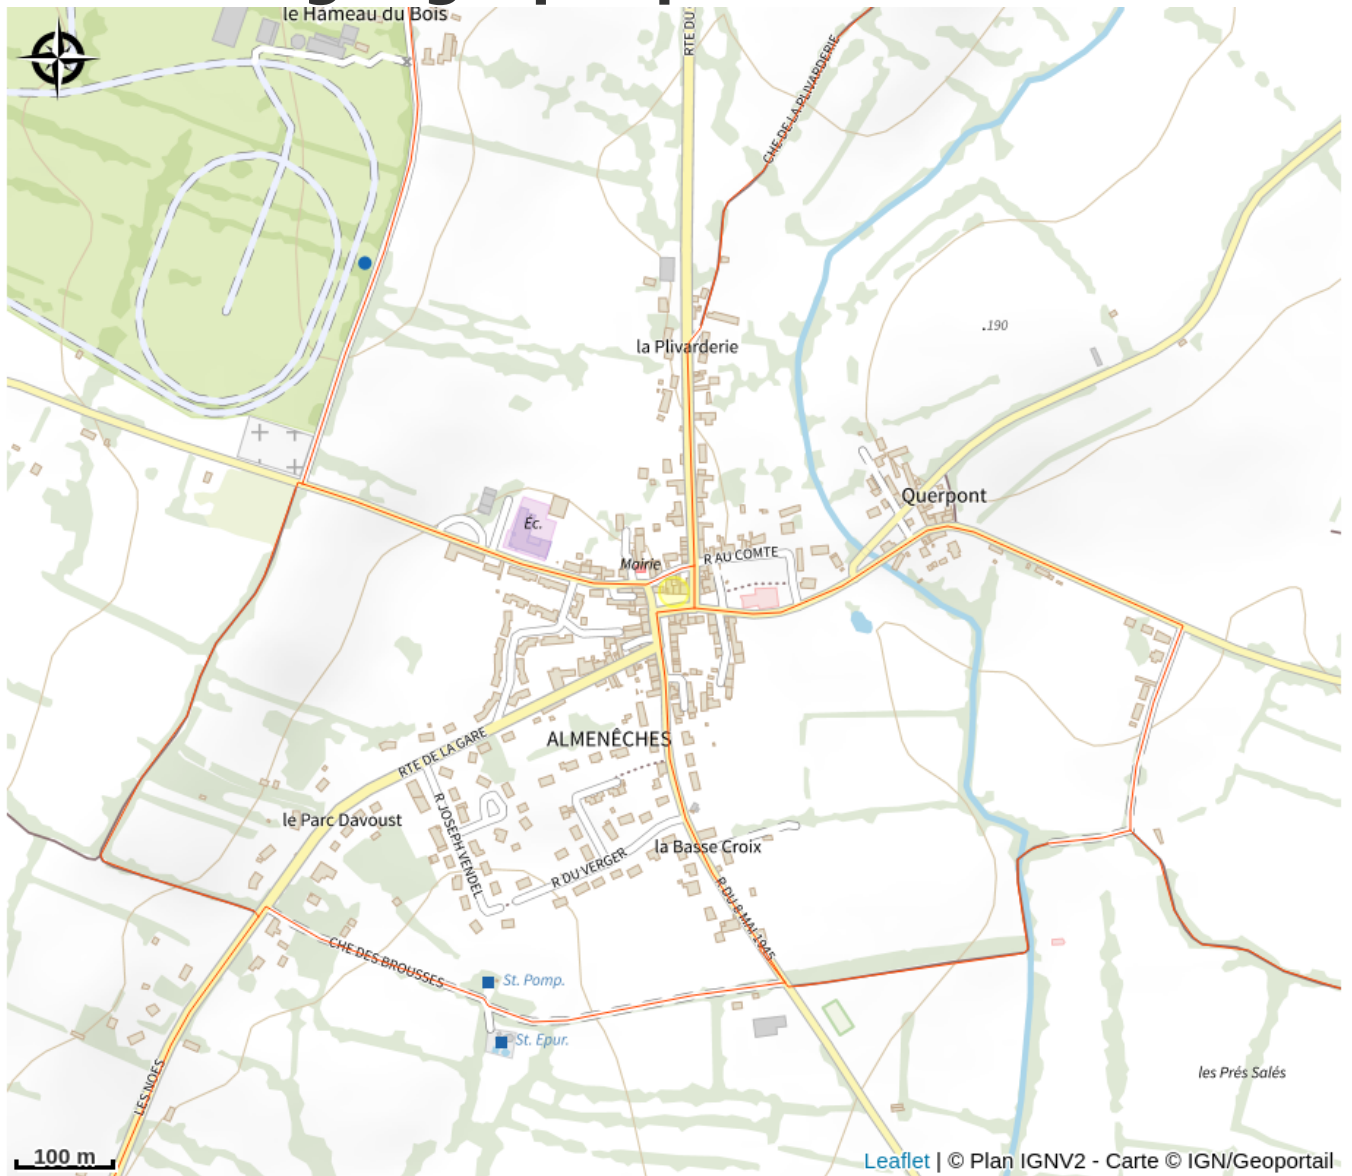 le Hameau du Bois
RTE DU
CHE DE LA PLIVARDERIE
.190
la Plivarderie
Querpont
Éc.
Mairie
R AU COMTE
ALMENÊCHES
RTE DE LA GARE
le Parc Davoust
R JOSEPH VENDEL
la Basse Croix
R DU VERGER
R DU 8 MAI 1945
CHE DES BROUSSES
St. Pomp.
St. Epur.
LES NOES
les Prés Salés
100 m
Leaflet | © Plan IGNV2 - Carte © IGN/Geoportail